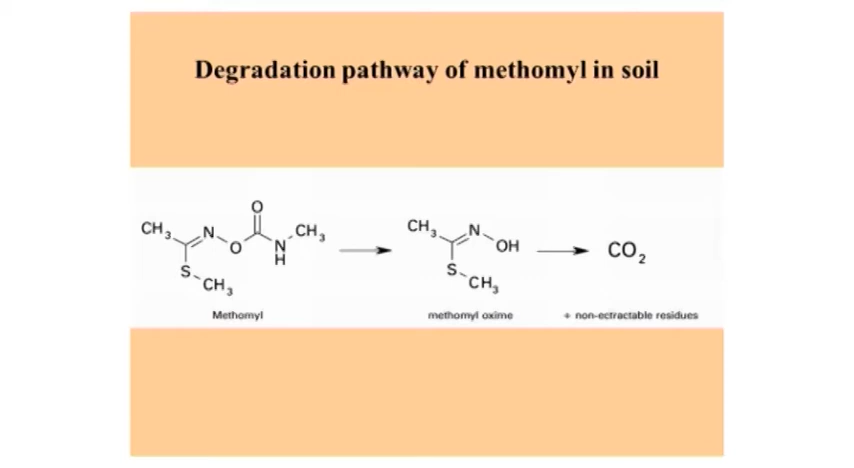 Degradation pathway of methomyl in soil
CH3 N O O N H CH3 S CH3
CH3 N OH S CH3
CO2
Methomyl
methomyl oxime
+ non-ectractable residues